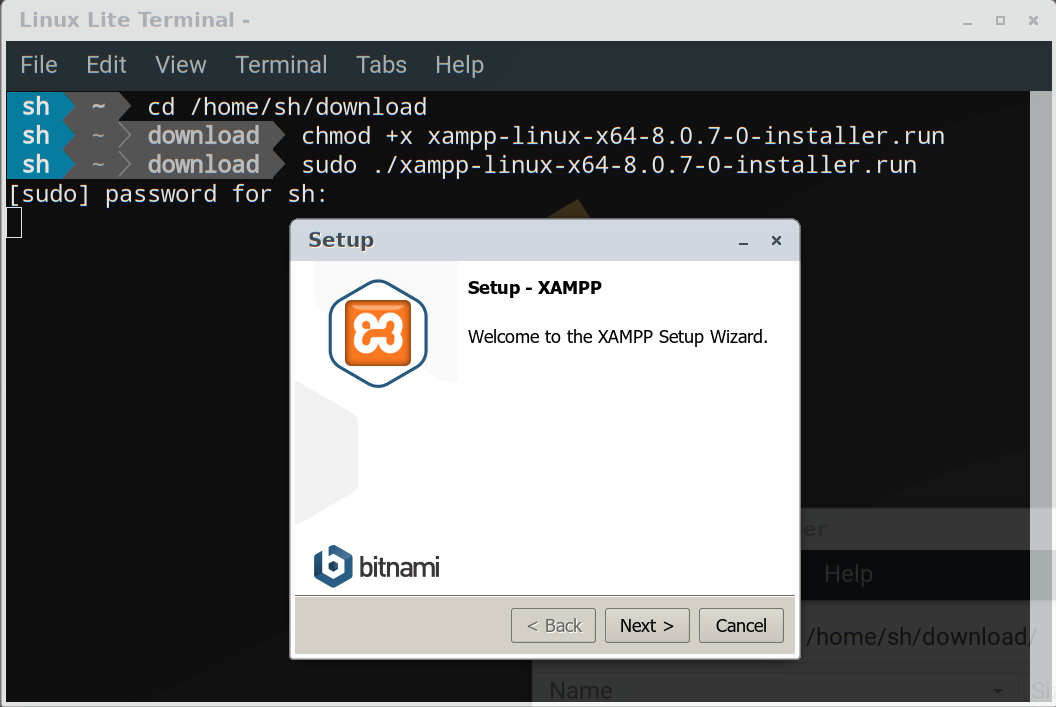 Linux Lite Terminal -
File Edit View Terminal Tabs Help
sh ~ cd /home/sh/download
sh ~ download chmod +x xampp-linux-x64-8.0.7-0-installer.run
sh ~ download sudo ./xampp-linux-x64-8.0.7-0-installer.run
[sudo] password for sh:
Setup
Setup - XAMPP
Welcome to the XAMPP Setup Wizard.
bitnami
< Back Next > Cancel
er
Help
/home/sh/download/
Name